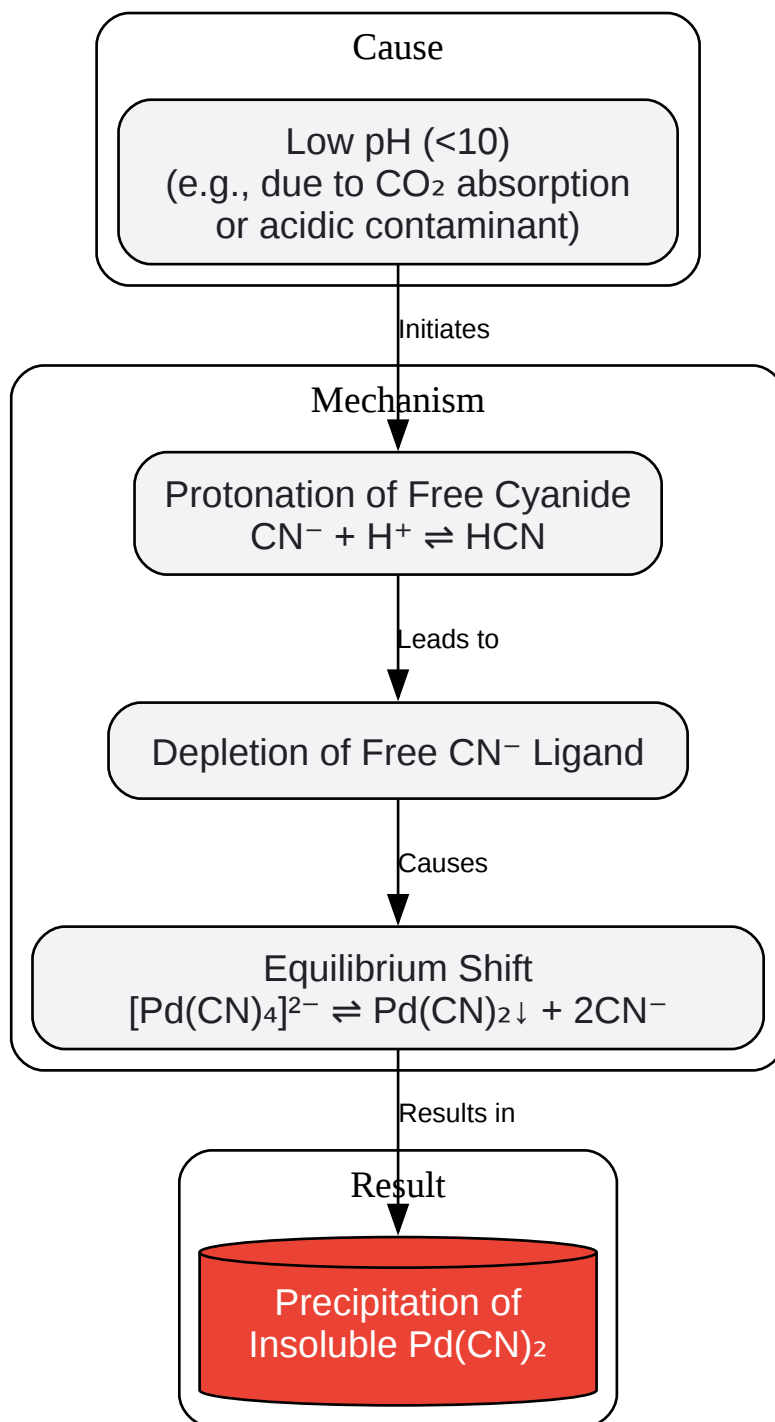 Cause
Low pH (<10)
(e.g., due to CO₂ absorption
or acidic contaminant)
Initiates
Mechanism
Protonation of Free Cyanide
CN⁻ + H⁺ ⇌ HCN
Leads to
Depletion of Free CN⁻ Ligand
Causes
Equilibrium Shift
[Pd(CN)₄]²⁻ ⇌ Pd(CN)₂↓ + 2CN⁻
Results in
Result
Precipitation of
Insoluble Pd(CN)₂